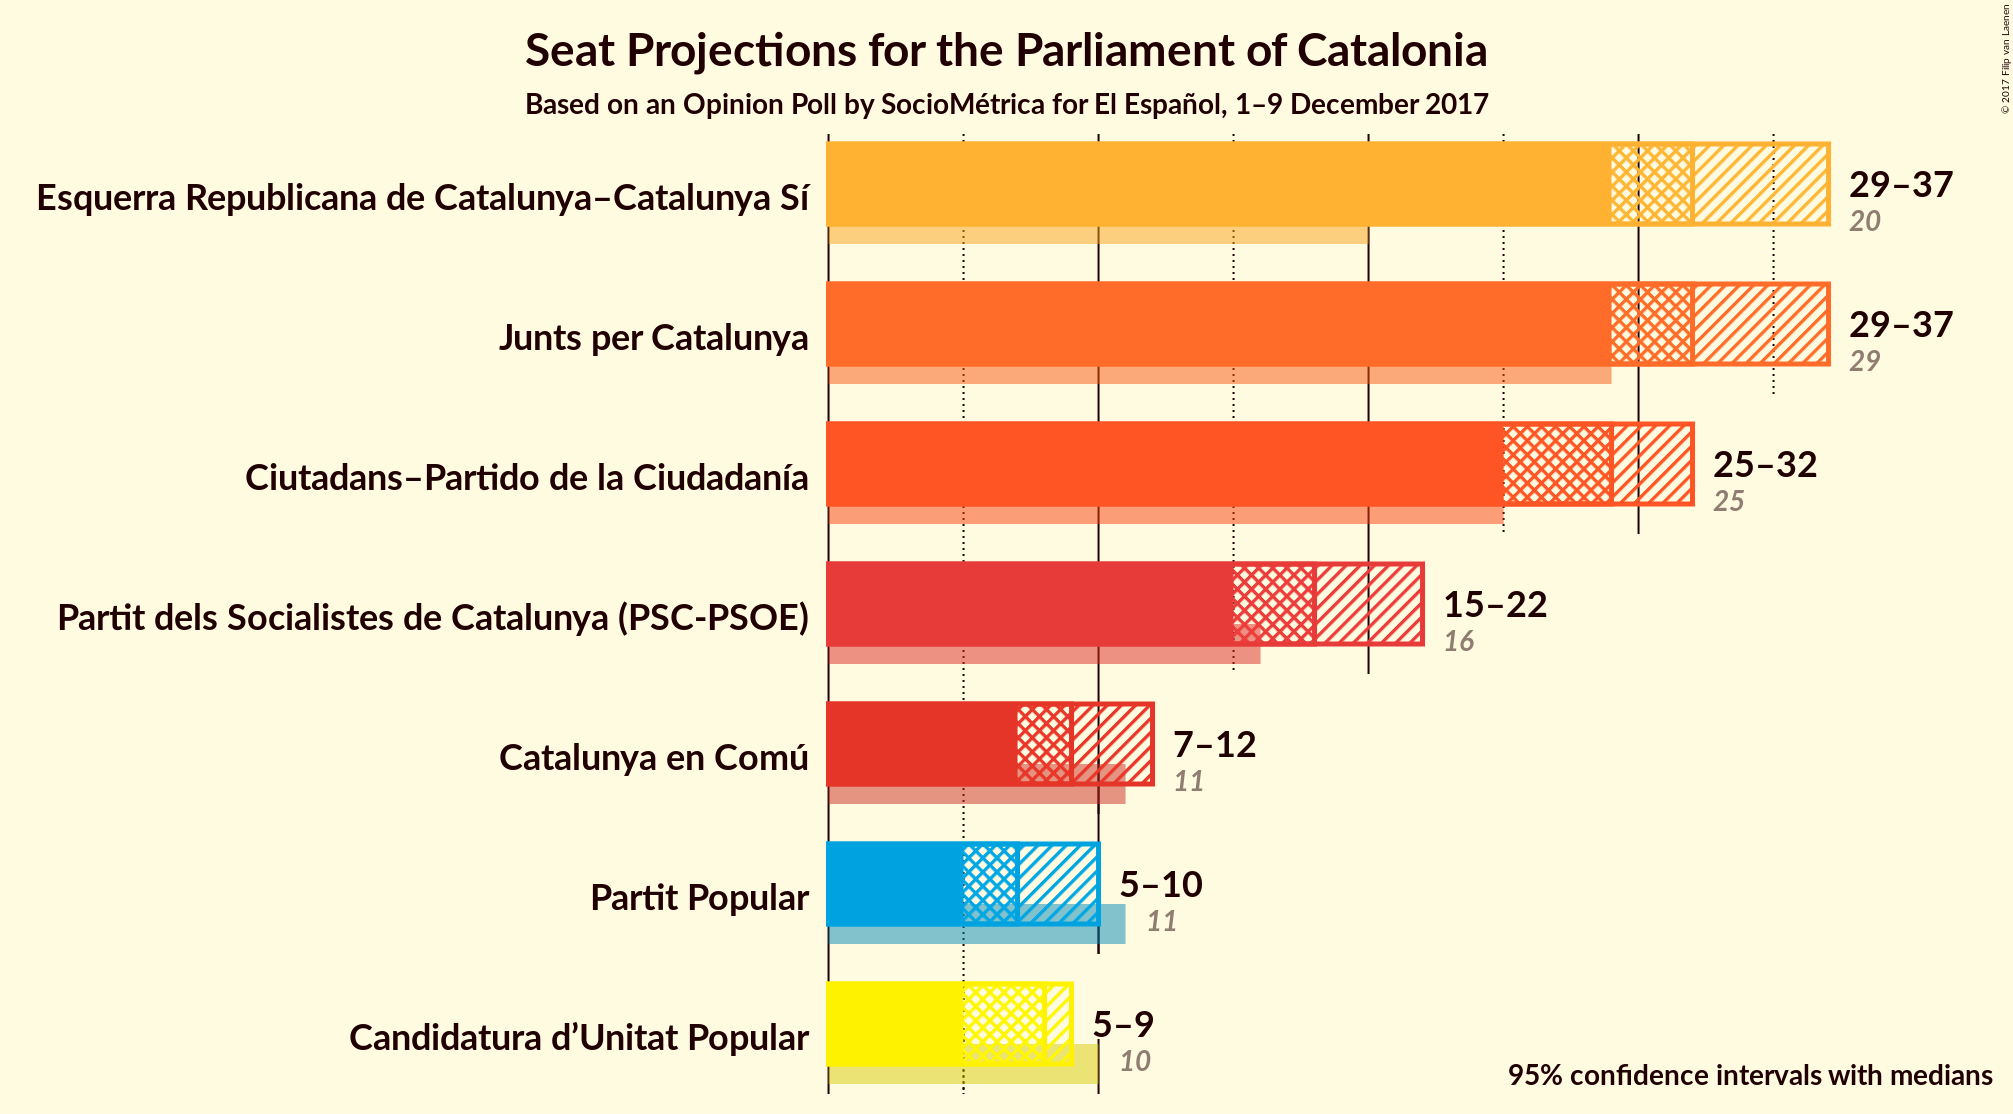 Seat Projections for the Parliament of Catalonia
Based on an Opinion Poll by SocioMétrica for El Español, 1–9 December 2017
© 2017 Filip van Laenen
Esquerra Republicana de Catalunya–Catalunya Sí
29–37
20
Junts per Catalunya
29–37
29
Ciutadans–Partido de la Ciudadanía
25–32
25
Partit dels Socialistes de Catalunya (PSC-PSOE)
15–22
16
Catalunya en Comú
7–12
11
Partit Popular
5–10
11
Candidatura d’Unitat Popular
5–9
10
95% confidence intervals with medians